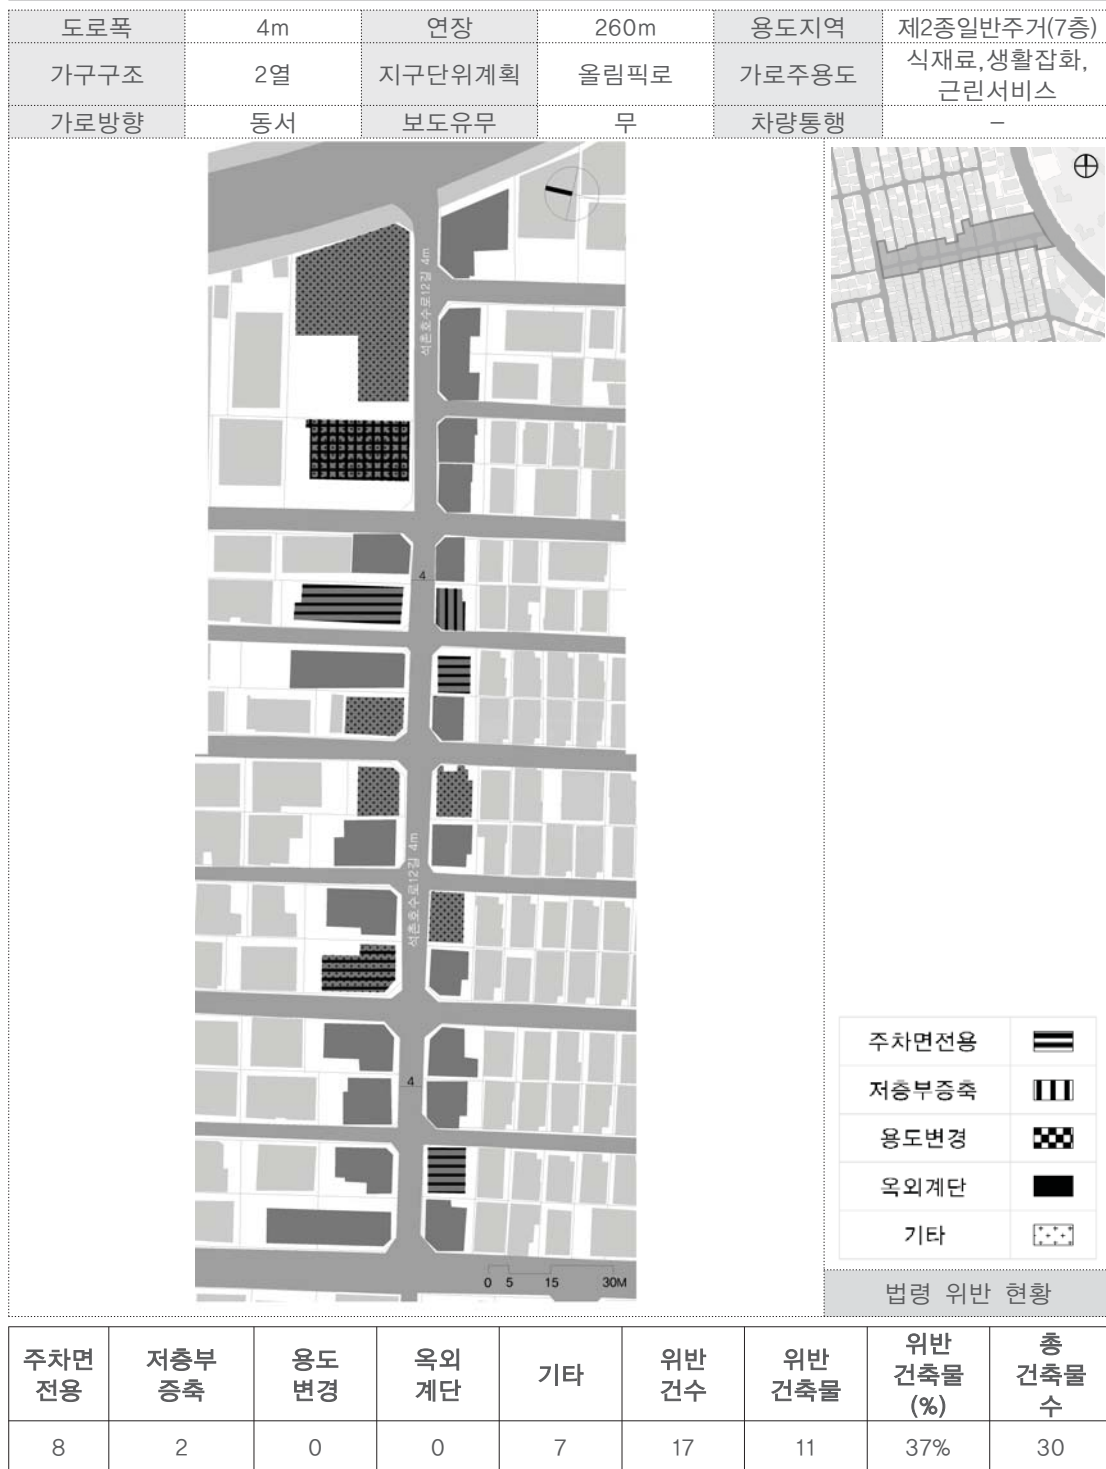 도로폭 4m 연장 260m 용도지역 제2종일반주거(7층)
가구구조 2열 지구단위계획 올림픽로 가로주용도 식재료,생활잡화,
근린서비스
가로방향 동서 보도유무 무 차량통행 –
석촌호수로12길 4m
4
석촌호수로12길 4m
4
0 5 15 30M
주차면전용
저층부증축
용도변경
옥외계단
기타
법령 위반 현황
주차면
전용
저층부
증축
용도
변경
옥외
계단
기타
위반
건수
위반
건축물
위반
건축물
(%)
총
건축물
수
8 2 0 0 7 17 11 37% 30